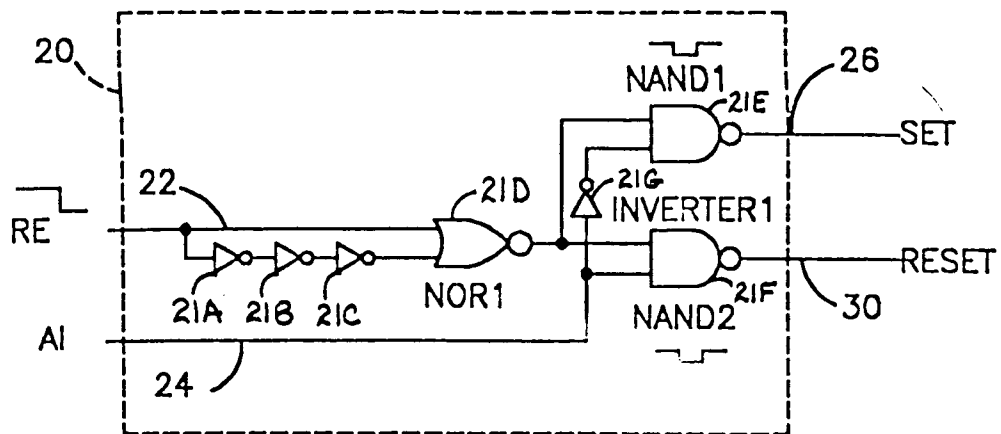 20
NAND1
21E
26
SET
22
21D
21G
INVERTER1
RE
21A
21B
21C
NOR1
21F
RESET
NAND2
30
AI
24